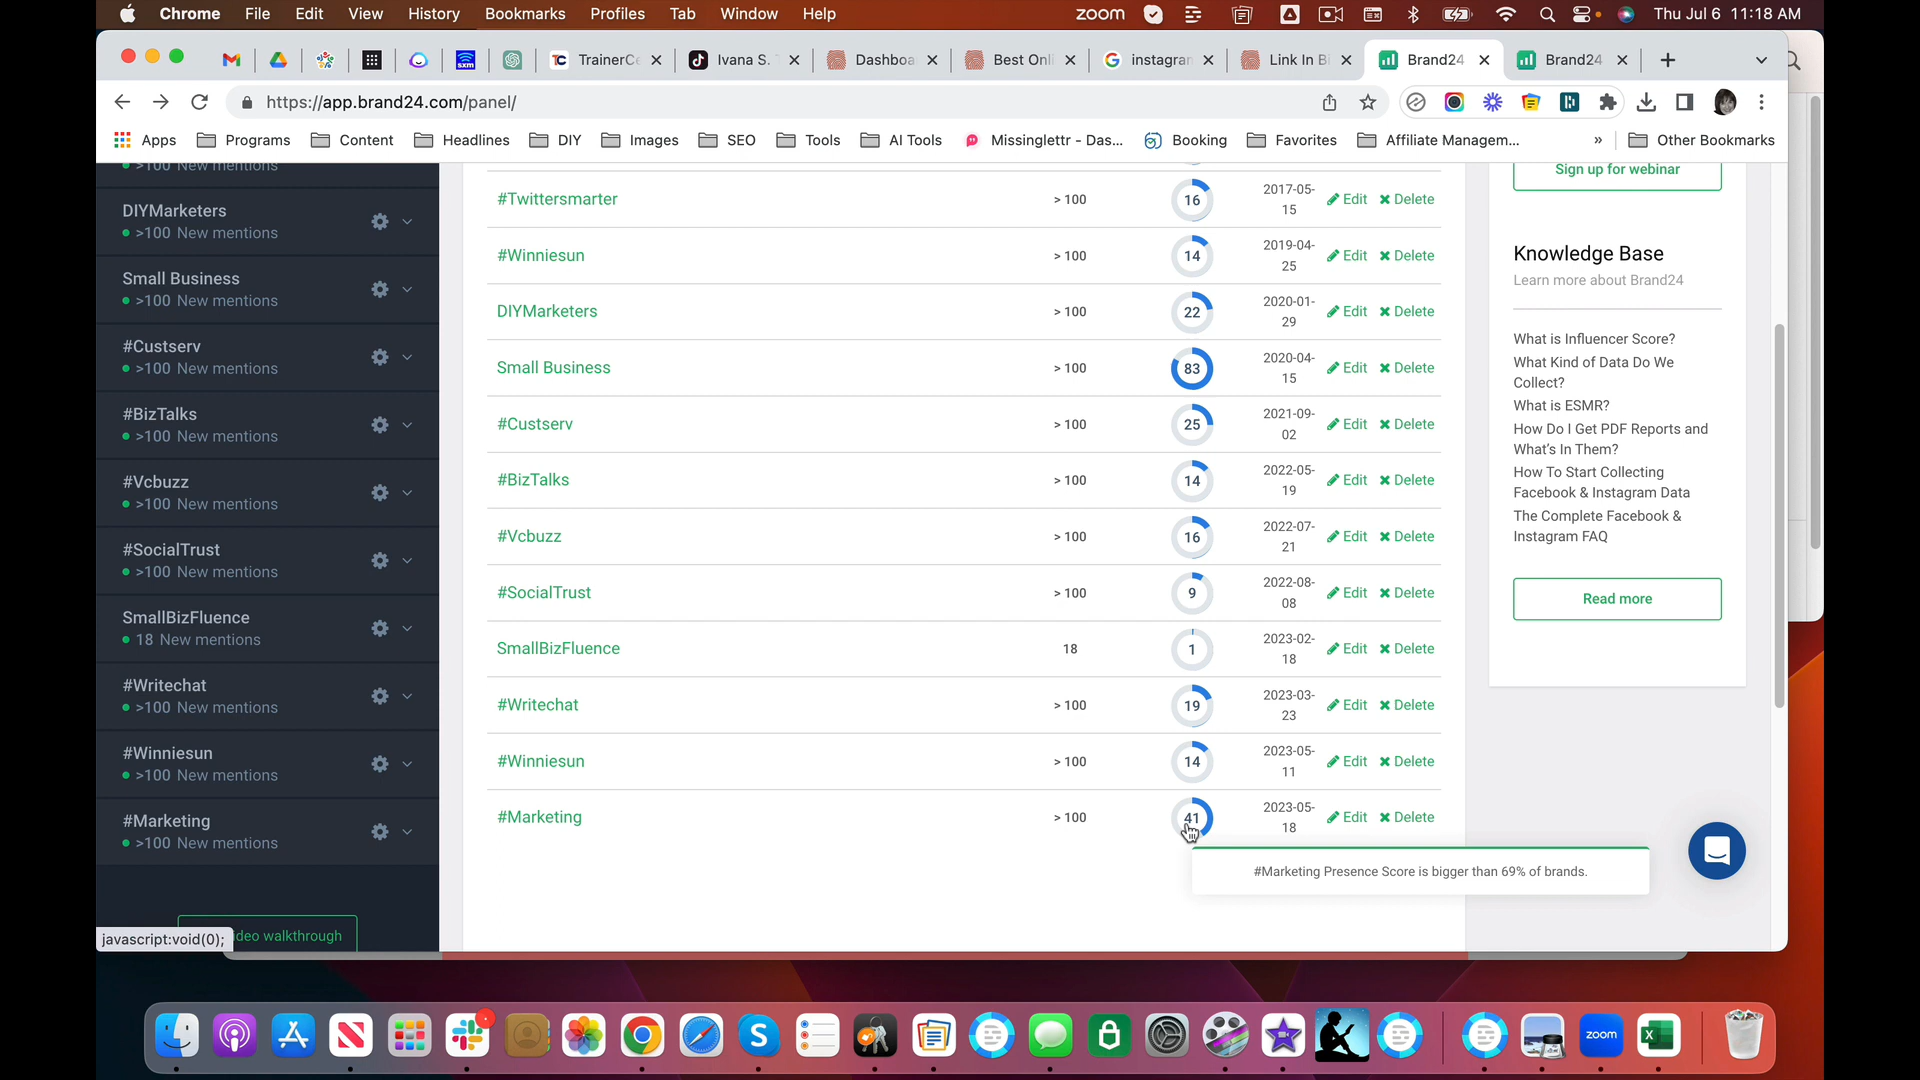 Chrome File Edit View History Bookmarks Profiles Tab Window Help zoom Thu Jul 6 11:18 AM
TrainerCe Ivana S. T Dashboa Best Onli instagram Link In Bi Brand24 Brand24
https://app.brand24.com/panel/
Apps Programs Content Headlines DIY Images SEO Tools AI Tools Missinglettr - Das... Booking Favorites Affiliate Managem... » Other Bookmarks
>100 New mentions
DIYMarketers
>100 New mentions
Small Business
>100 New mentions
#Custserv
>100 New mentions
#BizTalks
>100 New mentions
#Vcbuzz
>100 New mentions
#SocialTrust
>100 New mentions
SmallBizFluence
18 New mentions
#Writechat
>100 New mentions
#Winniesun
>100 New mentions
#Marketing
>100 New mentions
ideo walkthrough
javascript:void(0);
#Twittersmarter > 100 16 2017-05-15 Edit Delete
#Winniesun > 100 14 2019-04-25 Edit Delete
DIYMarketers > 100 22 2020-01-29 Edit Delete
Small Business > 100 83 2020-04-15 Edit Delete
#Custserv > 100 25 2021-09-02 Edit Delete
#BizTalks > 100 14 2022-05-19 Edit Delete
#Vcbuzz > 100 16 2022-07-21 Edit Delete
#SocialTrust > 100 9 2022-08-08 Edit Delete
SmallBizFluence 18 1 2023-02-18 Edit Delete
#Writechat > 100 19 2023-03-23 Edit Delete
#Winniesun > 100 14 2023-05-11 Edit Delete
#Marketing > 100 41 2023-05-18 Edit Delete
#Marketing Presence Score is bigger than 69% of brands.
Sign up for webinar
Knowledge Base
Learn more about Brand24
What is Influencer Score?
What Kind of Data Do We
Collect?
What is ESMR?
How Do I Get PDF Reports and
What's In Them?
How To Start Collecting
Facebook & Instagram Data
The Complete Facebook &
Instagram FAQ
Read more
zoom